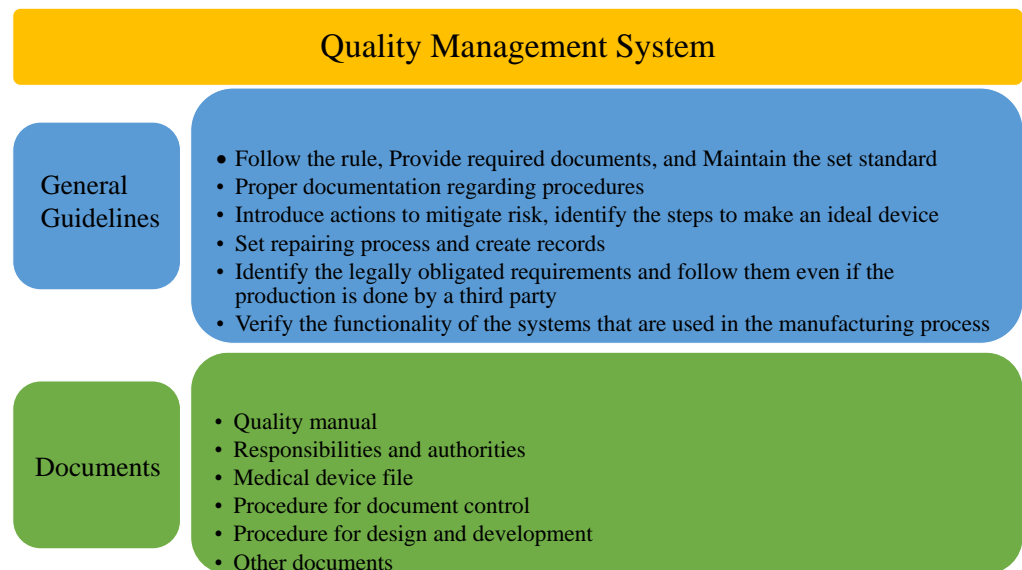 Quality Management System
General
Guidelines
• Follow the rule, Provide required documents, and Maintain the set standard
• Proper documentation regarding procedures
• Introduce actions to mitigate risk, identify the steps to make an ideal device
• Set repairing process and create records
• Identify the legally obligated requirements and follow them even if the
production is done by a third party
• Verify the functionality of the systems that are used in the manufacturing process
Documents
• Quality manual
• Responsibilities and authorities
• Medical device file
• Procedure for document control
• Procedure for design and development
• Other documents